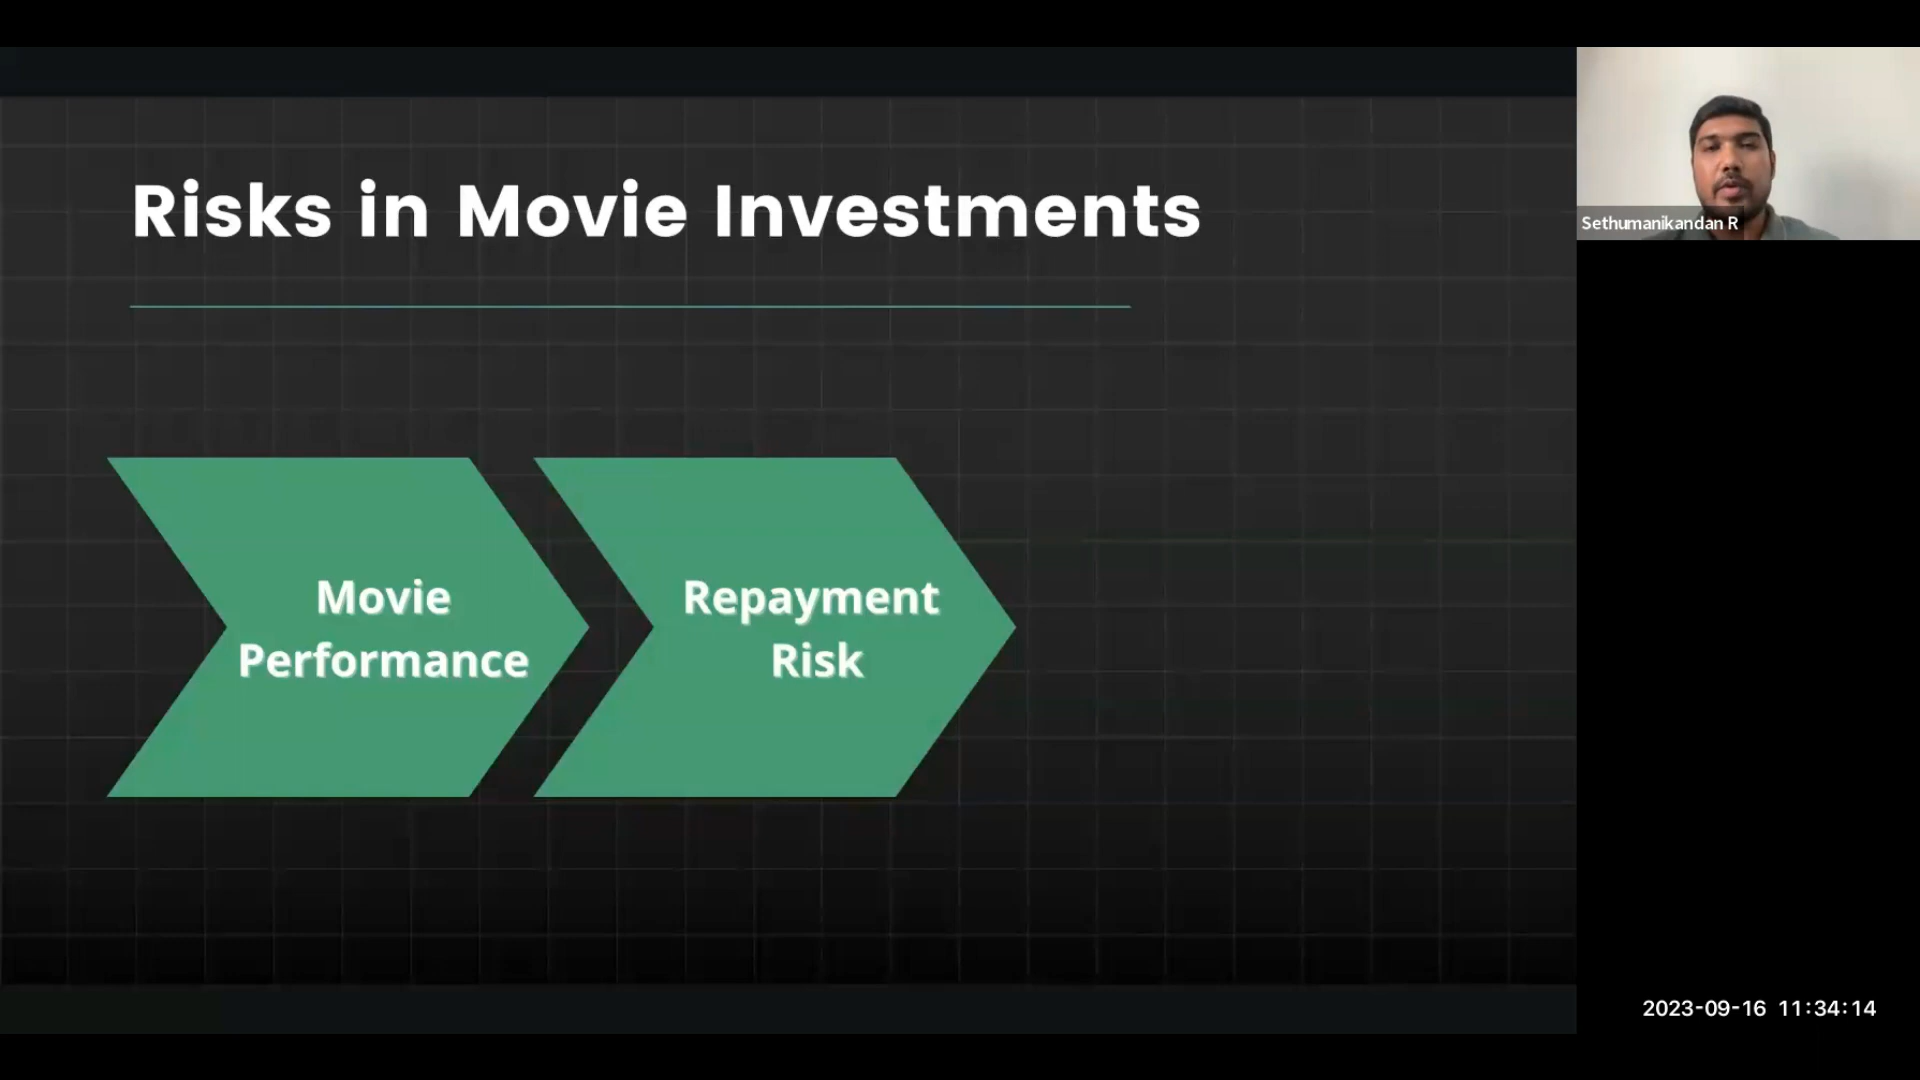 Risks in Movie Investments
Movie
Performance
Repayment
Risk
Sethumanikandan R
2023-09-16 11:34:14